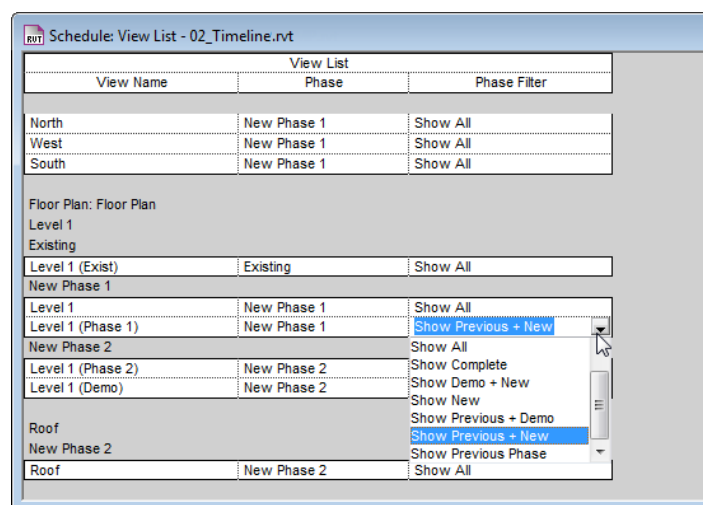 RVT Schedule: View List - 02_Timeline.rvt
View List
View Name Phase Phase Filter
North New Phase 1 Show All
West New Phase 1 Show All
South New Phase 1 Show All
Floor Plan: Floor Plan
Level 1
Existing
Level 1 (Exist) Existing Show All
New Phase 1
Level 1 New Phase 1 Show All
Level 1 (Phase 1) New Phase 1 Show Previous + New
New Phase 2
Show All
Level 1 (Phase 2) New Phase 2
Show Complete
Level 1 (Demo) New Phase 2
Show Demo + New
Show New
Show Previous + Demo
Roof
Show Previous + New
New Phase 2
Show Previous Phase
Roof New Phase 2 Show All